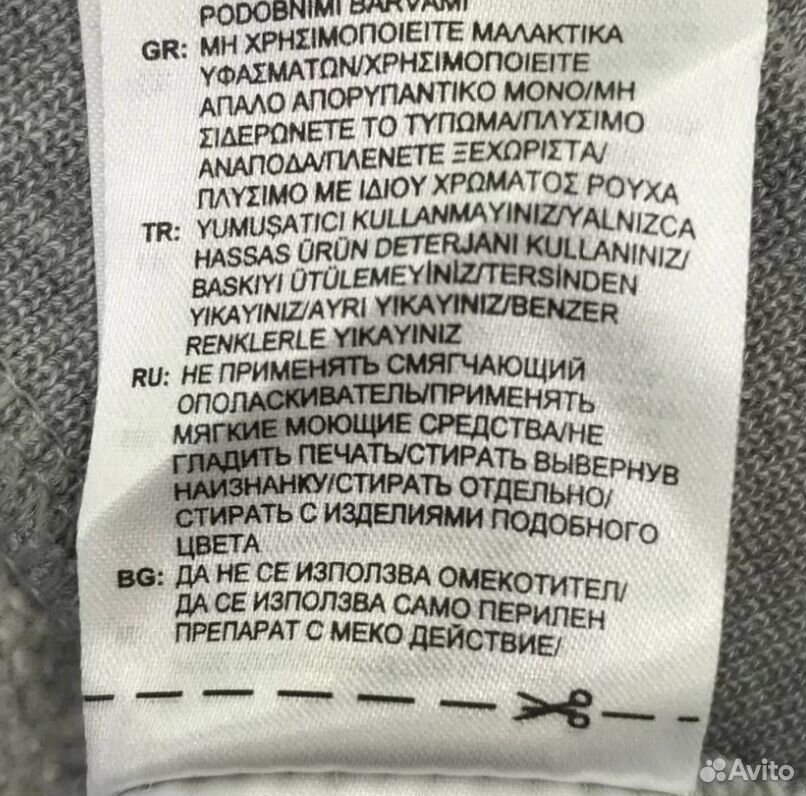 PODOBNIMI BARVAMI
GR: ΜΗ ΧΡΗΣΙΜΟΠΟΙΕΙΤΕ ΜΑΛΑΚΤΙΚΑ
ΥΦΑΣΜΑΤΩΝ/ΧΡΗΣΙΜΟΠΟΙΕΙΤΕ
ΑΠΑΛΟ ΑΠΟΡΥΠΑΝΤΙΚΟ ΜΟΝΟ/ΜΗ
ΣΙΔΕΡΩΝΕΤΕ ΤΟ ΤΥΠΩΜΑ/ΠΛΥΣΙΜΟ
ΑΝΑΠΟΔΑ/ΠΛΕΝΕΤΕ ΞΕΧΩΡΙΣΤΑ/
ΠΛΥΣΙΜΟ ΜΕ ΙΔΙΟΥ ΧΡΩΜΑΤΟΣ ΡΟΥΧΑ
TR: YUMUŞATICI KULLANMAYINIZ/YALNIZCA
HASSAS ÜRÜN DETERJANI KULLANINIZ/
BASKIYI ÜTÜLEMEYİNİZ/TERSİNDEN
YIKAYINIZ/AYRI YIKAYINIZ/BENZER
RENKLERLE YIKAYINIZ
RU: НЕ ПРИМЕНЯТЬ СМЯГЧАЮЩИЙ
ОПОЛАСКИВАТЕЛЬ/ПРИМЕНЯТЬ
МЯГКИЕ МОЮЩИЕ СРЕДСТВА/НЕ
ГЛАДИТЬ ПЕЧАТЬ/СТИРАТЬ ВЫВЕРНУВ
НАИЗНАНКУ/СТИРАТЬ ОТДЕЛЬНО/
СТИРАТЬ С ИЗДЕЛИЯМИ ПОДОБНОГО
ЦВЕТА
BG: ДА НЕ СЕ ИЗПОЛЗВА ОМЕКОТИТЕЛ/
ДА СЕ ИЗПОЛЗВА САМО ПЕРИЛЕН
ПРЕПАРАТ С МЕКО ДЕЙСТВИЕ/
Avito